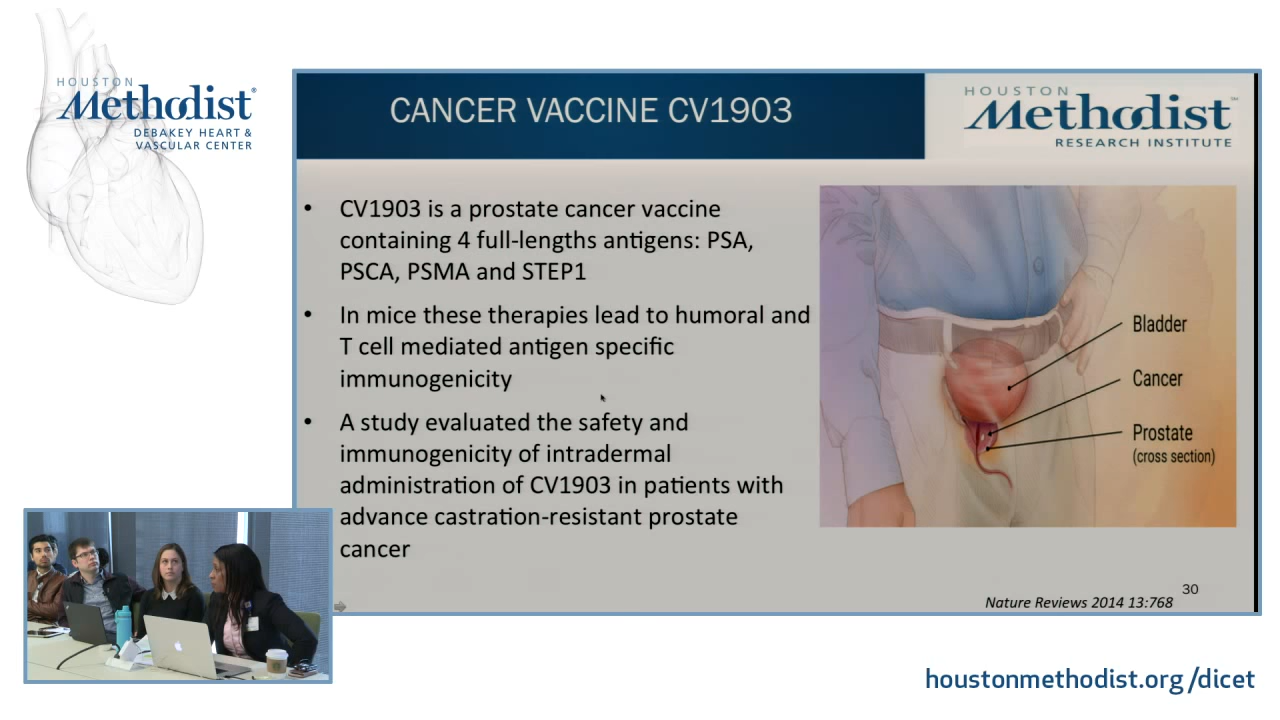 HOUSTON
Methodist®
DEBAKEY HEART &
VASCULAR CENTER
CANCER VACCINE CV1903
HOUSTON
Methodist℠
RESEARCH INSTITUTE
• CV1903 is a prostate cancer vaccine
containing 4 full-lengths antigens: PSA,
PSCA, PSMA and STEP1
• In mice these therapies lead to humoral and
T cell mediated antigen specific
immunogenicity
• A study evaluated the safety and
immunogenicity of intradermal
administration of CV1903 in patients with
advance castration-resistant prostate
cancer
Bladder
Cancer
Prostate
(cross section)
30
Nature Reviews 2014 13:768
houstonmethodist.org/dicet